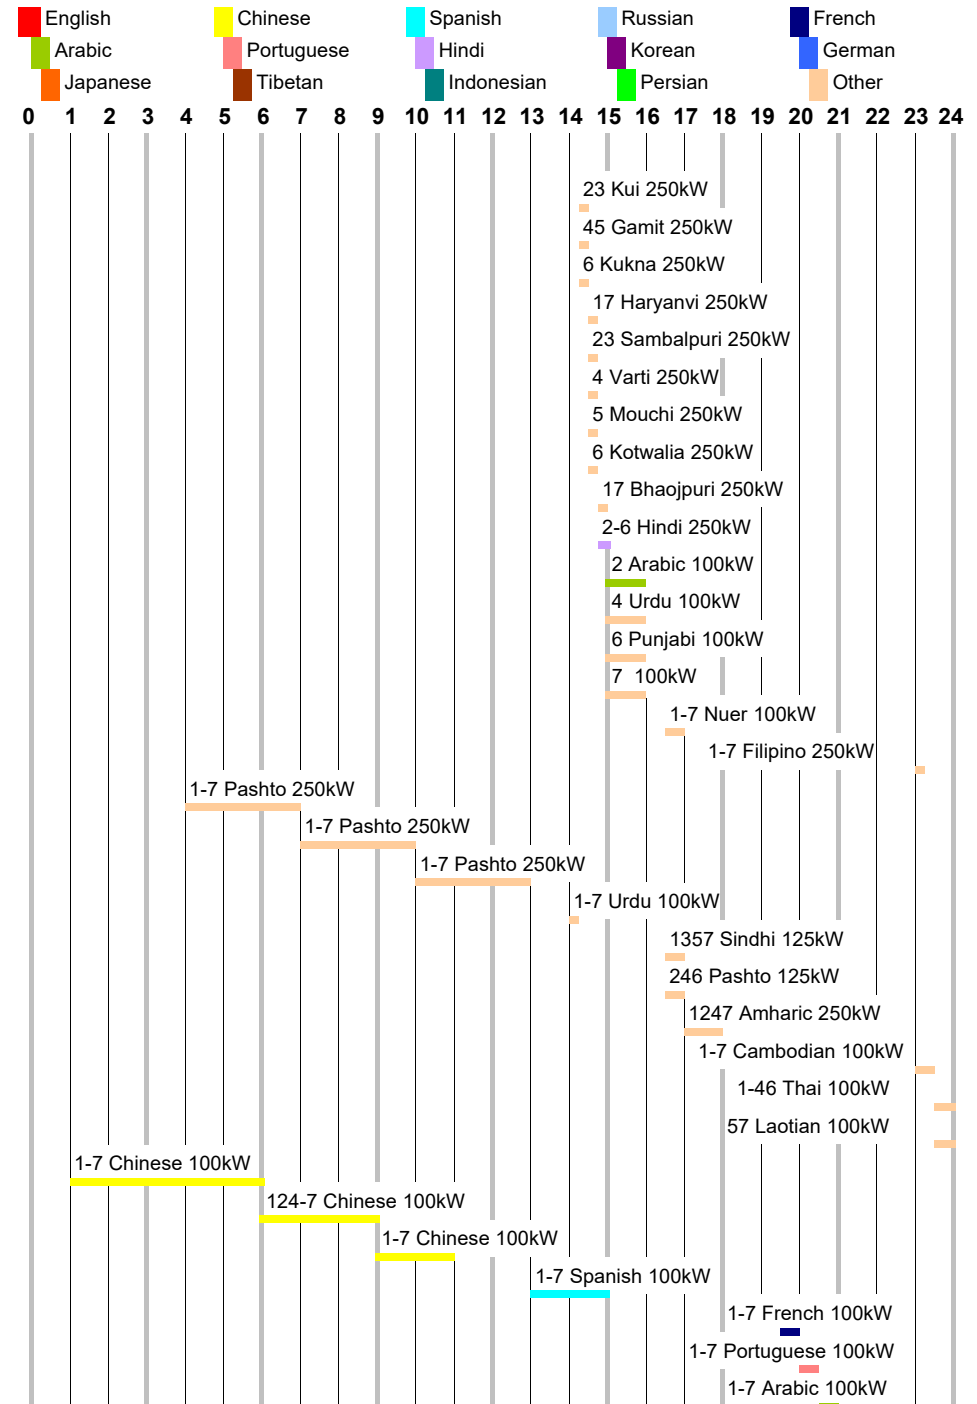 English Chinese Spanish Russian French
Arabic Portuguese Hindi Korean German
Japanese Tibetan Indonesian Persian Other
0 1 2 3 4 5 6 7 8 9 10 11 12 13 14 15 16 17 18 19 20 21 22 23 24
23 Kui 250kW
45 Gamit 250kW
6 Kukna 250kW
17 Haryanvi 250kW
23 Sambalpuri 250kW
4 Varti 250kW
5 Mouchi 250kW
6 Kotwalia 250kW
17 Bhaojpuri 250kW
2-6 Hindi 250kW
2 Arabic 100kW
4 Urdu 100kW
6 Punjabi 100kW
7 100kW
1-7 Nuer 100kW
1-7 Filipino 250kW
1-7 Pashto 250kW
1-7 Pashto 250kW
1-7 Pashto 250kW
1-7 Urdu 100kW
1357 Sindhi 125kW
246 Pashto 125kW
1247 Amharic 250kW
1-7 Cambodian 100kW
1-46 Thai 100kW
57 Laotian 100kW
1-7 Chinese 100kW
124-7 Chinese 100kW
1-7 Chinese 100kW
1-7 Spanish 100kW
1-7 French 100kW
1-7 Portuguese 100kW
1-7 Arabic 100kW